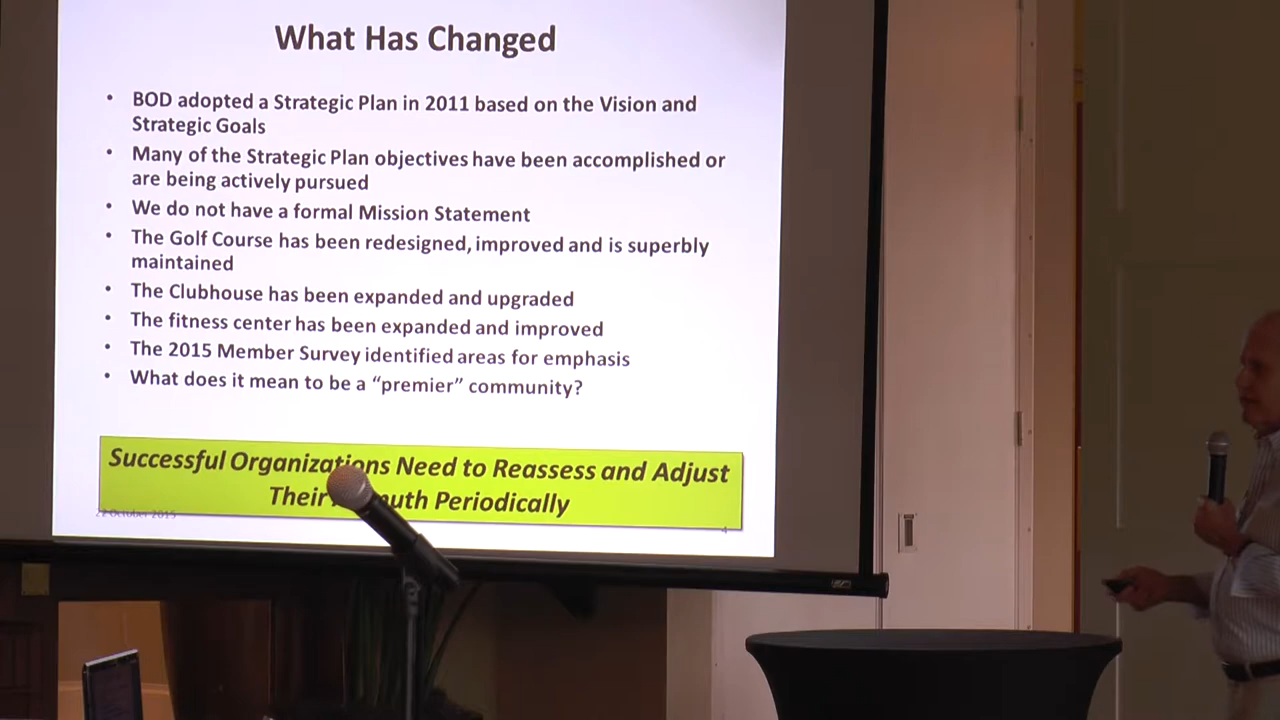 What Has Changed
• BOD adopted a Strategic Plan in 2011 based on the Vision and
Strategic Goals
• Many of the Strategic Plan objectives have been accomplished or
are being actively pursued
• We do not have a formal Mission Statement
• The Golf Course has been redesigned, improved and is superbly
maintained
• The Clubhouse has been expanded and upgraded
• The fitness center has been expanded and improved
• The 2015 Member Survey identified areas for emphasis
• What does it mean to be a “premier” community?
Successful Organizations Need to Reassess and Adjust
Their Periodically
October 2015
4